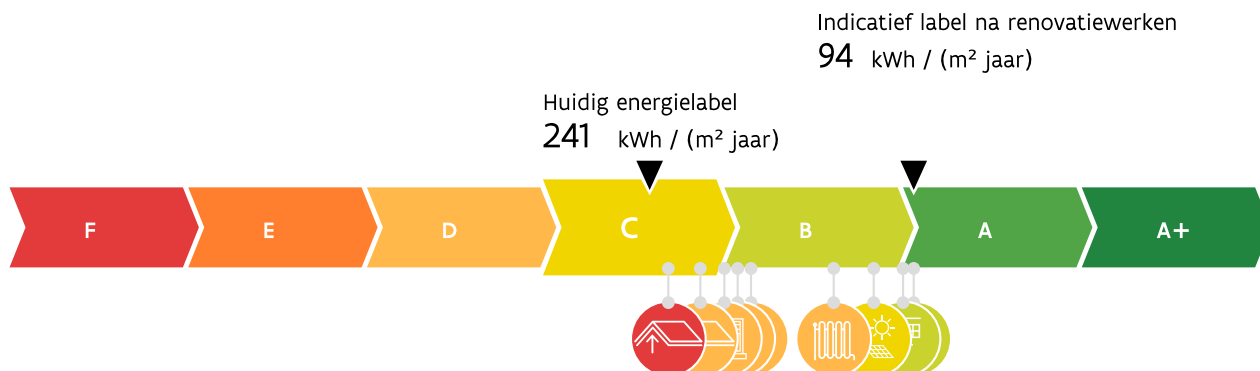 Indicatief label na renovatiewerken
94 kWh / (m² jaar)
Huidig energielabel
241 kWh / (m² jaar)
F E D C B A A+